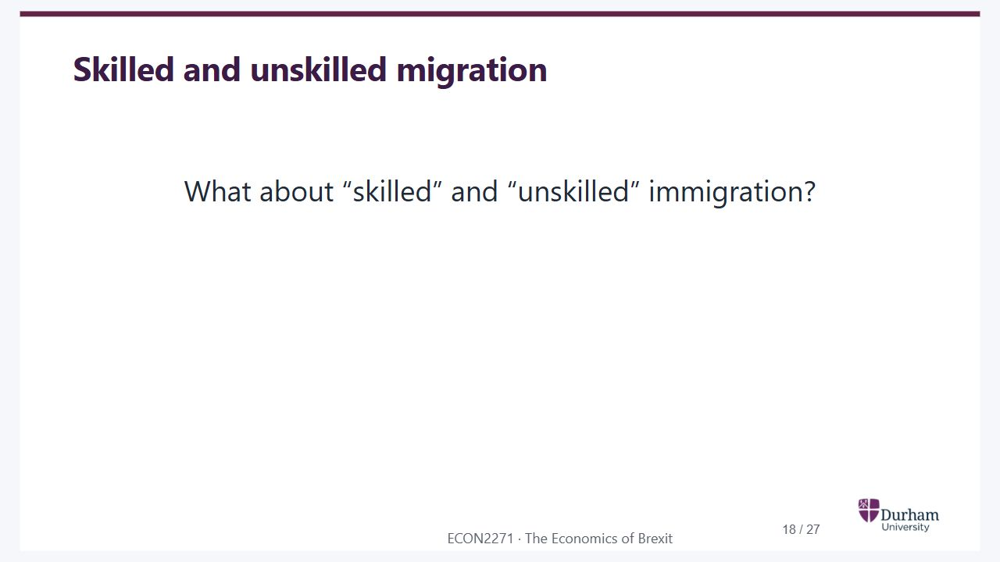 Skilled and unskilled migration
What about “skilled” and “unskilled” immigration?
ECON2271 · The Economics of Brexit
18 / 27
Durham
University